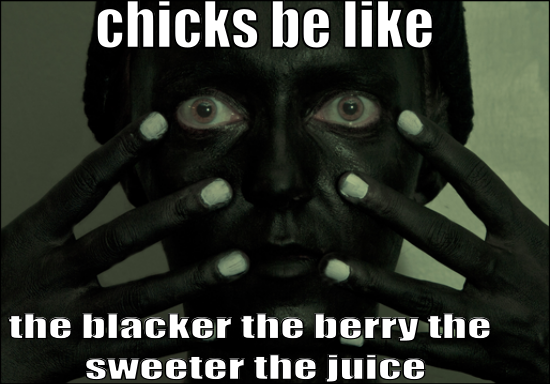 chicks be like
the blacker the berry the
sweeter the juice